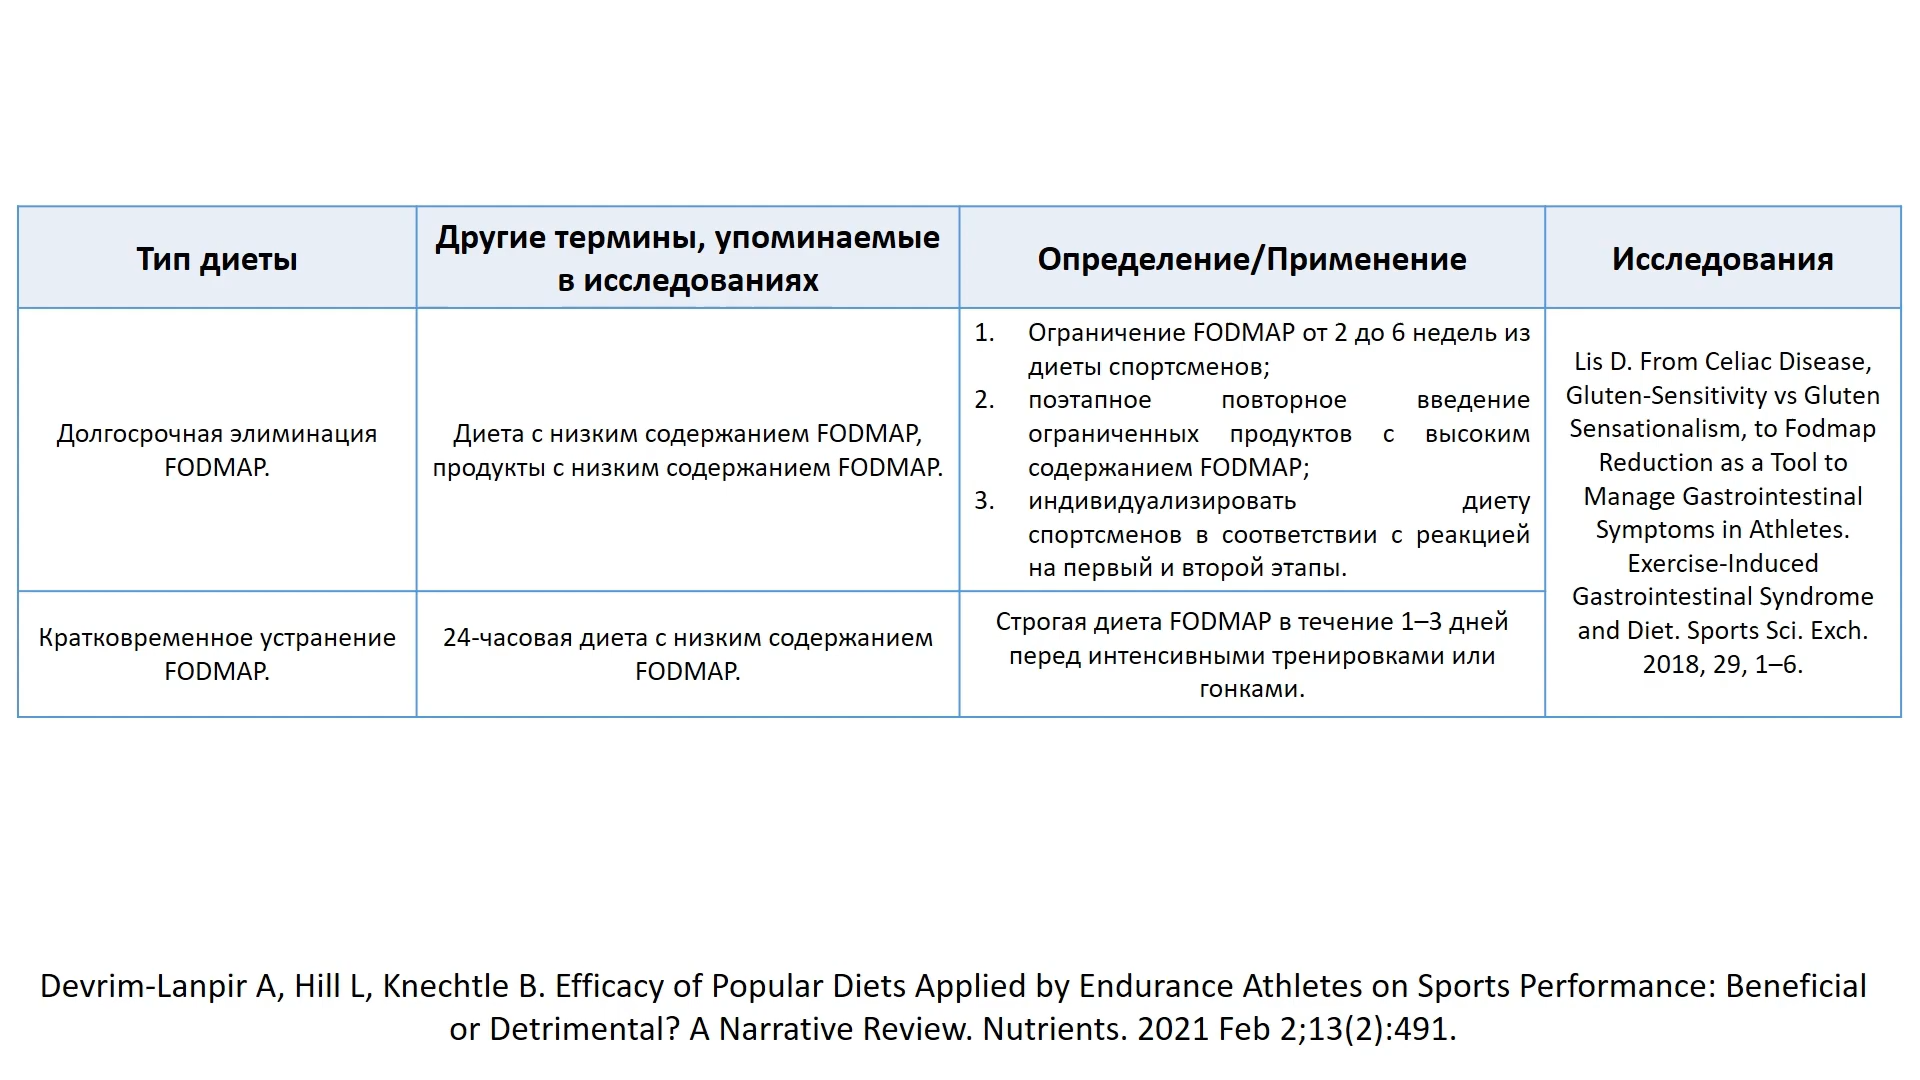 Тип диеты
Другие термины, упоминаемые
в исследованиях
Определение/Применение
Исследования
Долгосрочная элиминация
FODMAP.
Диета с низким содержанием FODMAP,
продукты с низким содержанием FODMAP.
1. Ограничение FODMAP от 2 до 6 недель из
диеты спортсменов;
2. поэтапное повторное введение
ограниченных продуктов с высоким
содержанием FODMAP;
3. индивидуализировать диету
спортсменов в соответствии с реакцией
на первый и второй этапы.
Lis D. From Celiac Disease,
Gluten-Sensitivity vs Gluten
Sensationalism, to Fodmap
Reduction as a Tool to
Manage Gastrointestinal
Symptoms in Athletes.
Exercise-Induced
Gastrointestinal Syndrome
and Diet. Sports Sci. Exch.
2018, 29, 1–6.
Кратковременное устранение
FODMAP.
24-часовая диета с низким содержанием
FODMAP.
Строгая диета FODMAP в течение 1–3 дней
перед интенсивными тренировками или
гонками.
Devrim-Lanpir A, Hill L, Knechtle B. Efficacy of Popular Diets Applied by Endurance Athletes on Sports Performance: Beneficial
or Detrimental? A Narrative Review. Nutrients. 2021 Feb 2;13(2):491.